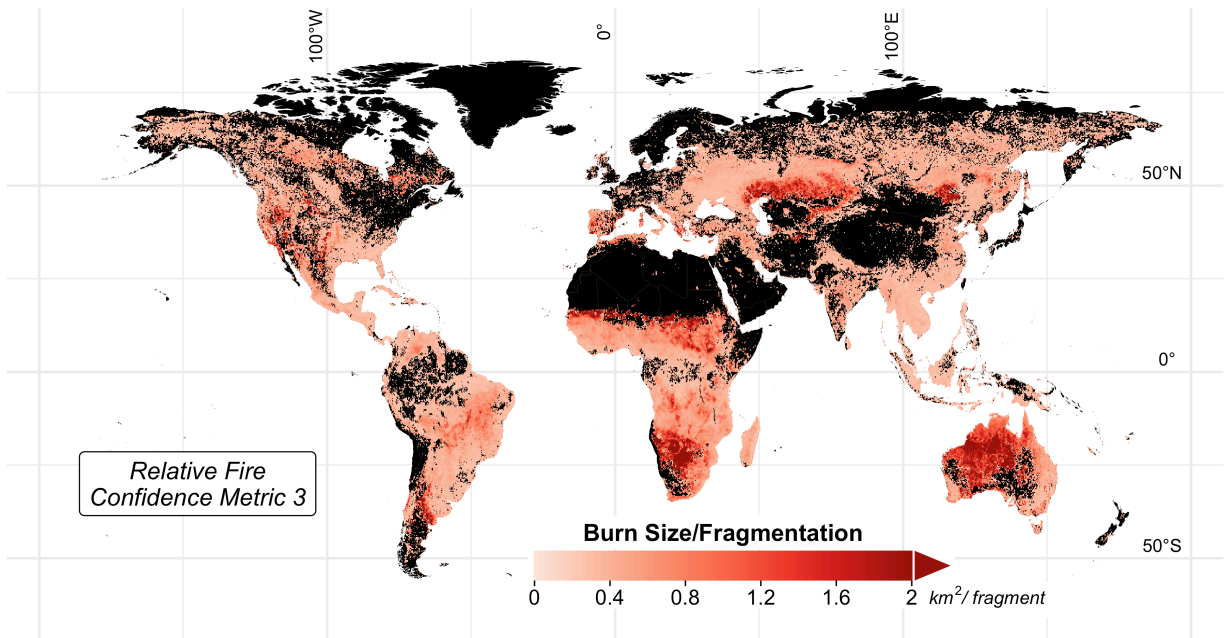 100°W
0°
100°E
50°N
0°
50°S
Relative Fire
Confidence Metric 3
Burn Size/Fragmentation
0 0.4 0.8 1.2 1.6 2 km²/ fragment